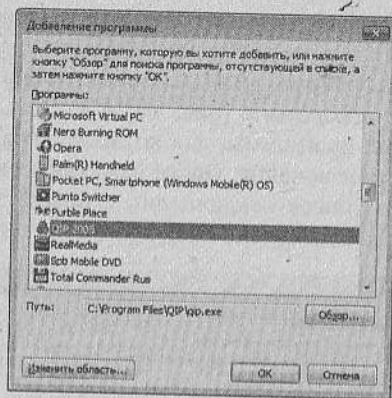 Добавление программы
Выберите программу, которую вы хотите добавить, или нажмите
кнопку "Обзор" для поиска программы, отсутствующей в списке, а
затем нажмите кнопку "ОК".
Программы:
Microsoft Virtual PC
Nero Burning ROM
Opera
Palm(R) Handheld
Pocket PC, Smartphone (Windows Mobile(R) OS)
Punto Switcher
Purble Place
QIP 2005
RealMedia
Spb Mobile DVD
Total Commander Rus
Путь: C:\Program Files\QIP\qip.exe
Обзор...
Изменить область...
ОК
Отмена